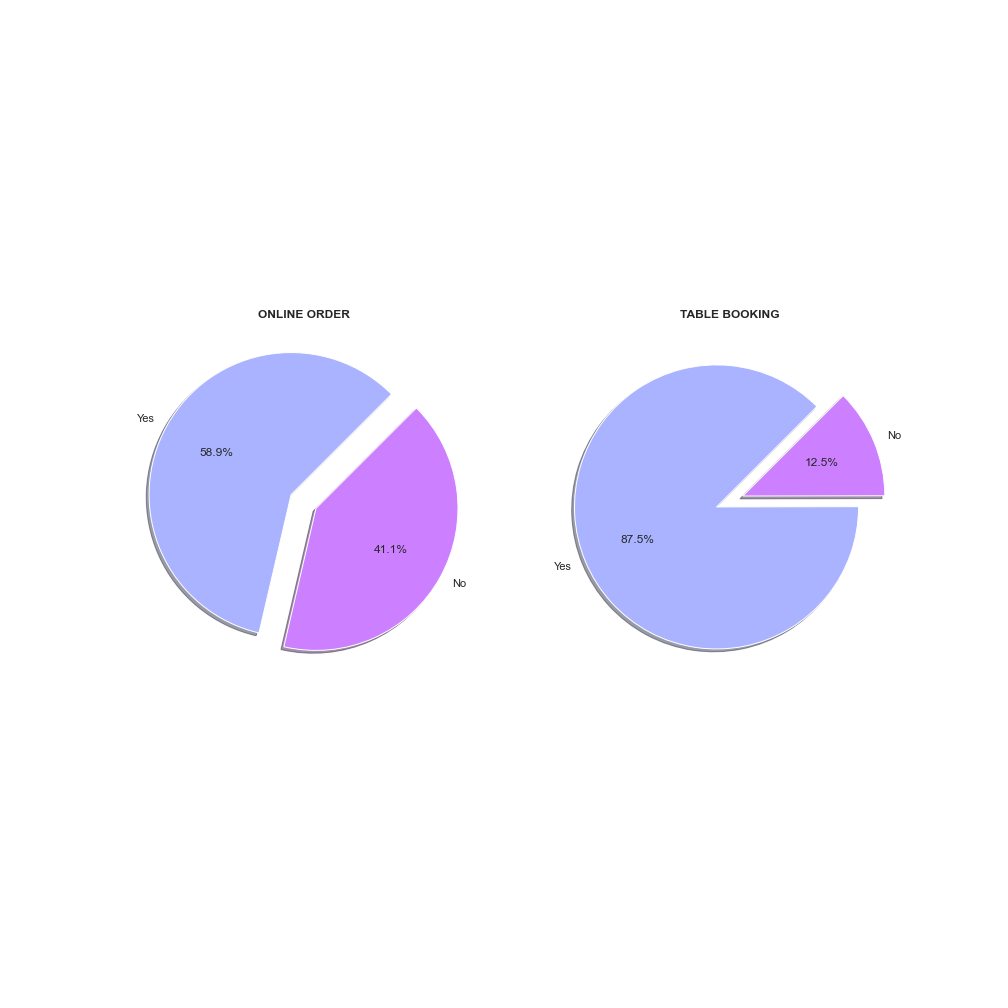 ONLINE ORDER
Yes
58.9%
41.1%
No
TABLE BOOKING
No
12.5%
87.5%
Yes